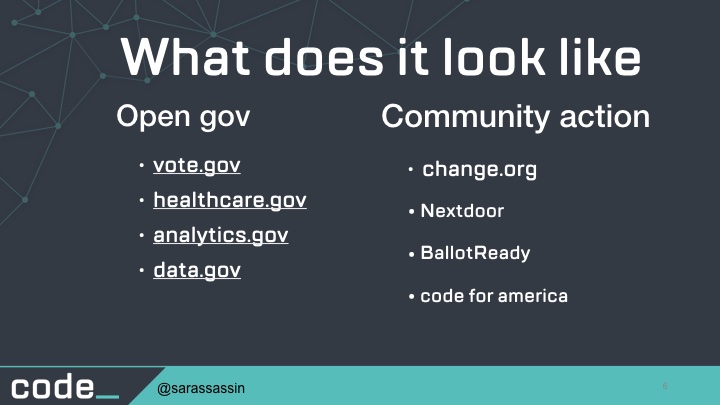 What does it look like
Open gov
• vote.gov
• healthcare.gov
• analytics.gov
• data.gov
Community action
• change.org
• Nextdoor
• BallotReady
• code for america
code_
@sarassassin
6